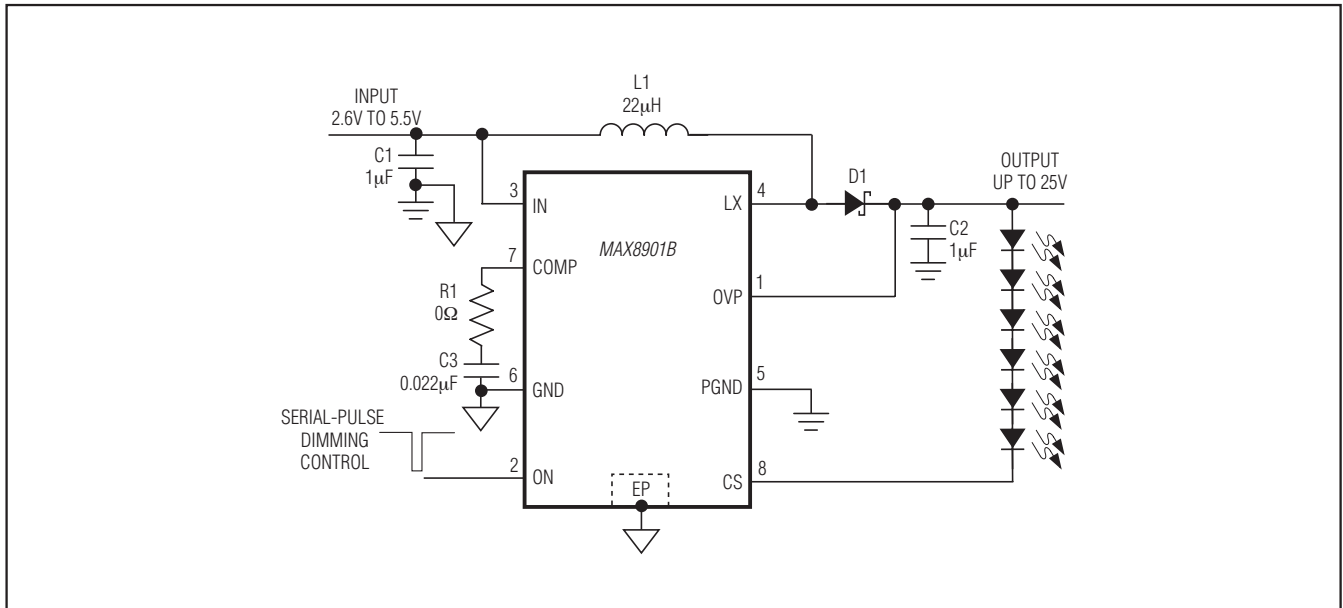 L1
22µH
INPUT
2.6V TO 5.5V
C1
1µF
D1
OUTPUT
UP TO 25V
3
IN
4
LX
C2
1µF
MAX8901B
7
COMP
1
OVP
R1
0Ω
C3
0.022µF
6
GND
5
PGND
SERIAL-PULSE
DIMMING
CONTROL
2
ON
EP
8
CS